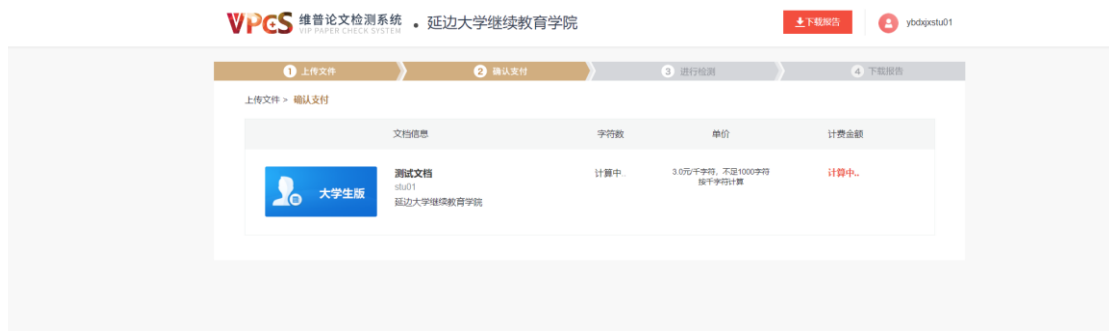 VPCS 维普论文检测系统 • 延边大学继续教育学院
VIP PAPER CHECK SYSTEM
下载报告
ybdxjxstu01
1 上传文件
2 确认支付
3 进行检测
4 下载报告
上传文件 > 确认支付
文档信息 字符数 单价 计费金额
大学生版
测试文档
stu01
延边大学继续教育学院
计算中..
3.0元/千字符，不足1000字符
按千字符计算
计算中..